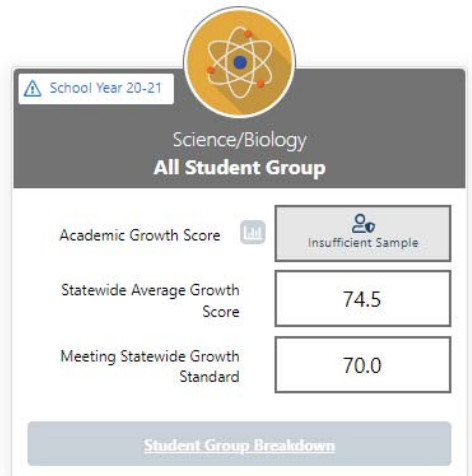 School Year 20-21
Science/Biology
All Student Group
Academic Growth Score
Insufficient Sample
Statewide Average Growth
Score
74.5
Meeting Statewide Growth
Standard
70.0
Student Group Breakdown